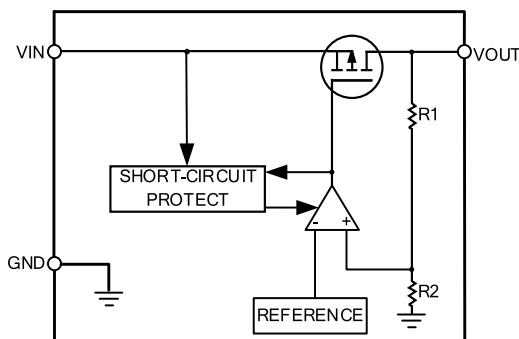 VIN
VOUT
R1
SHORT-CIRCUIT
PROTECT
- +
GND
R2
REFERENCE